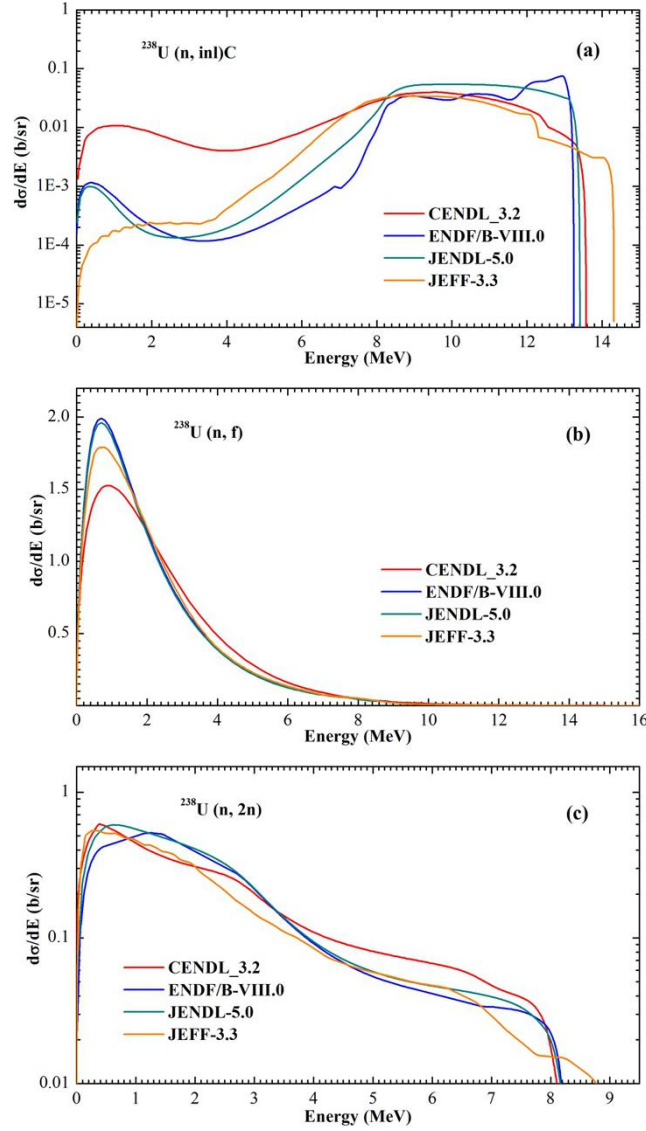 ²³⁸U (n, inl)C
(a)
dσ/dE (b/sr)
1
0.1
0.01
1E-3
1E-4
1E-5
CENDL_3.2
ENDF/B-VIII.0
JENDL-5.0
JEFF-3.3
0 2 4 6 8 10 12 14
Energy (MeV)
²³⁸U (n, f)
(b)
dσ/dE (b/sr)
2.0
1.5
1.0
0.5
CENDL_3.2
ENDF/B-VIII.0
JENDL-5.0
JEFF-3.3
0 2 4 6 8 10 12 14 16
Energy (MeV)
²³⁸U (n, 2n)
(c)
dσ/dE (b/sr)
1
0.1
0.01
CENDL_3.2
ENDF/B-VIII.0
JENDL-5.0
JEFF-3.3
0 1 2 3 4 5 6 7 8 9
Energy (MeV)